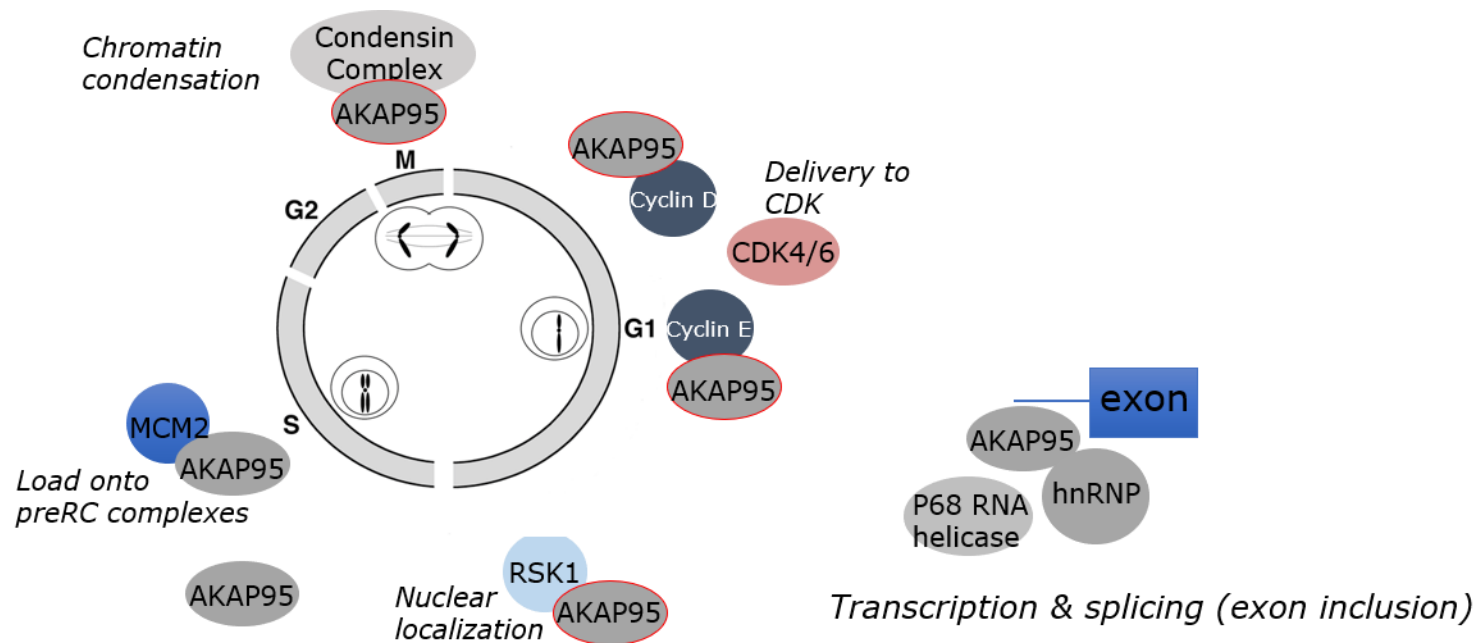 Chromatin
condensation
Condensin
Complex
AKAP95
M
G2
AKAP95
Cyclin D
Delivery to
CDK
CDK4/6
G1
Cyclin E
AKAP95
S
MCM2
AKAP95
Load onto
preRC complexes
AKAP95
Nuclear
localization
RSK1
AKAP95
exon
AKAP95
hnRNP
P68 RNA
helicase
Transcription & splicing (exon inclusion)